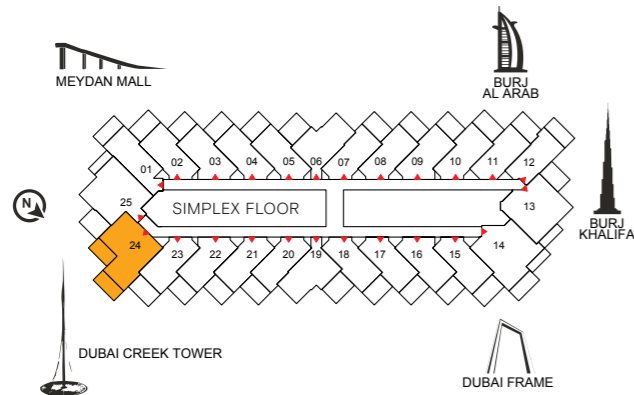 MEYDAN MALL
BURJ
AL ARAB
BURJ
KHALIFA
01 02 03 04 05 06 07 08 09 10 11 12
13
25
N
SIMPLEX FLOOR
24 23 22 21 20 19 18 17 16 15 14
DUBAI CREEK TOWER
DUBAI FRAME